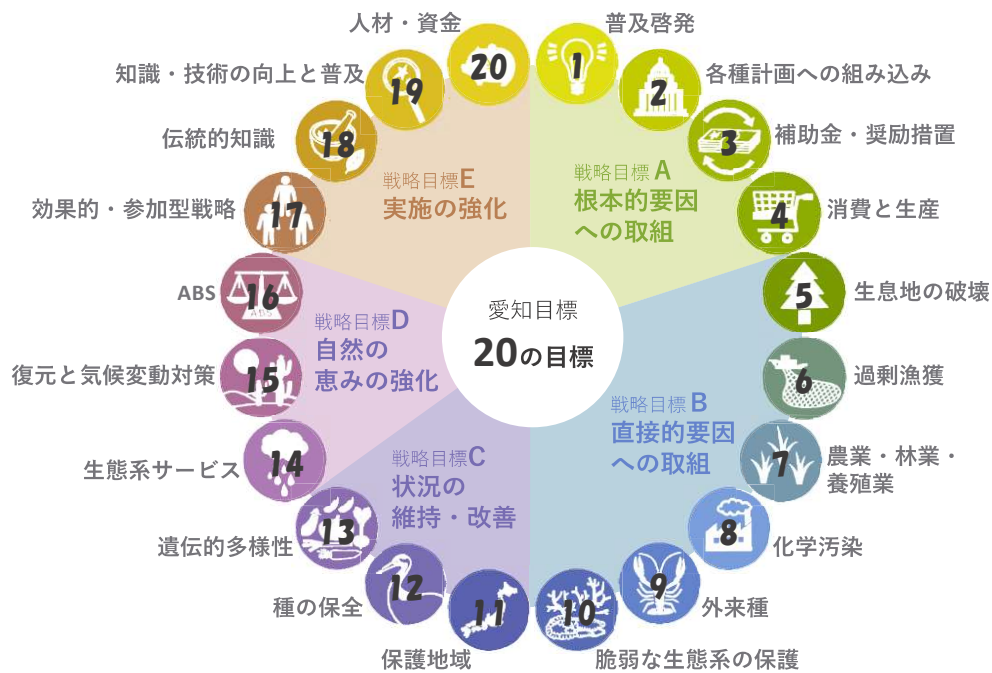 愛知目標
20の目標
戦略目標 A
根本的要因
への取組
1
普及啓発
2
各種計画への組み込み
3
補助金・奨励措置
4
消費と生産
戦略目標 B
直接的要因
への取組
5
生息地の破壊
6
過剰漁獲
7
農業・林業・
養殖業
8
化学汚染
9
外来種
10
脆弱な生態系の保護
戦略目標C
状況の
維持・改善
11
保護地域
12
種の保全
13
遺伝的多様性
戦略目標D
自然の
恵みの強化
14
生態系サービス
15
復元と気候変動対策
16
ABS
ABS
戦略目標E
実施の強化
17
効果的・参加型戦略
18
伝統的知識
19
知識・技術の向上と普及
20
人材・資金